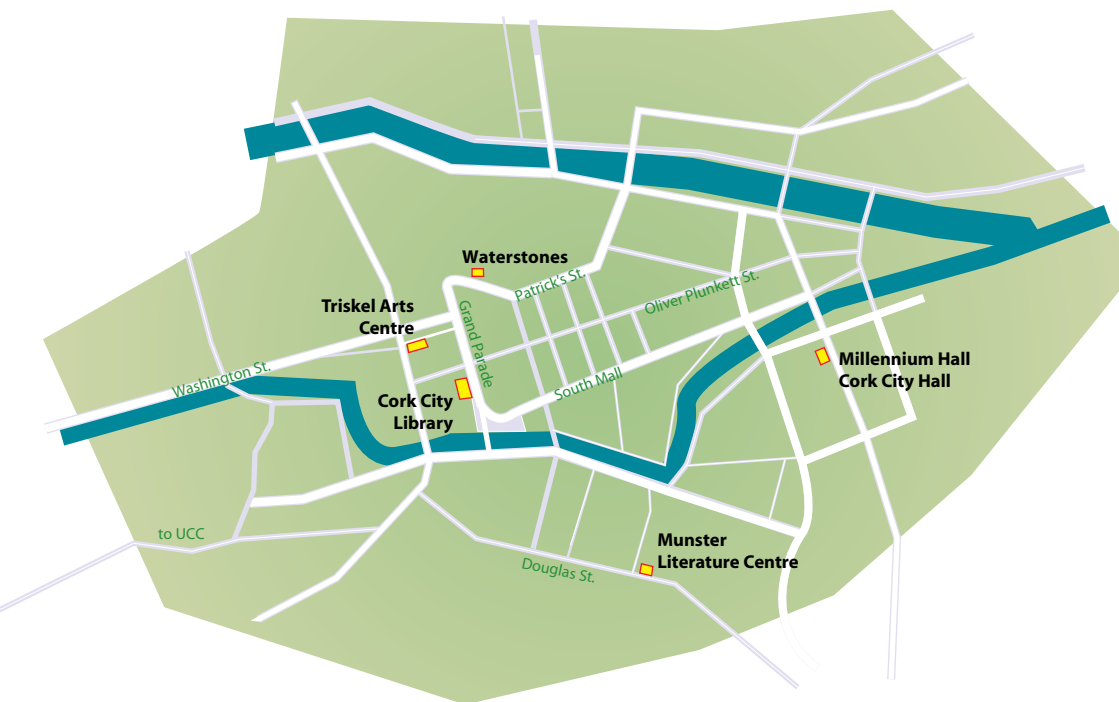 Waterstones
Patrick's St.
Oliver Plunkett St.
Triskel Arts
Centre
Grand Parade
Washington St.
South Mall
Millennium Hall
Cork City Hall
Cork City
Library
to UCC
Munster
Literature Centre
Douglas St.